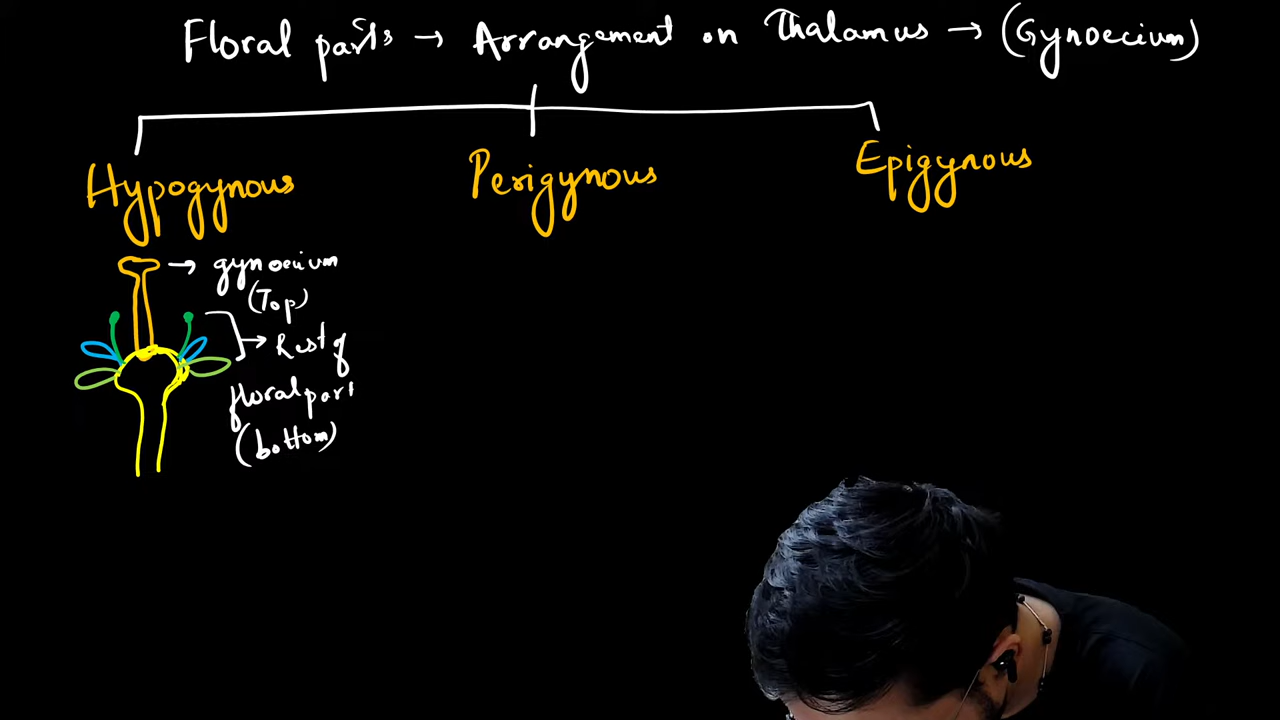 Floral parts → Arrangement on Thalamus → (Gynoecium)
Hypogynous
Perigynous
Epigynous
→ gynoecium
(Top)
→ Rest of
floral part
(bottom)